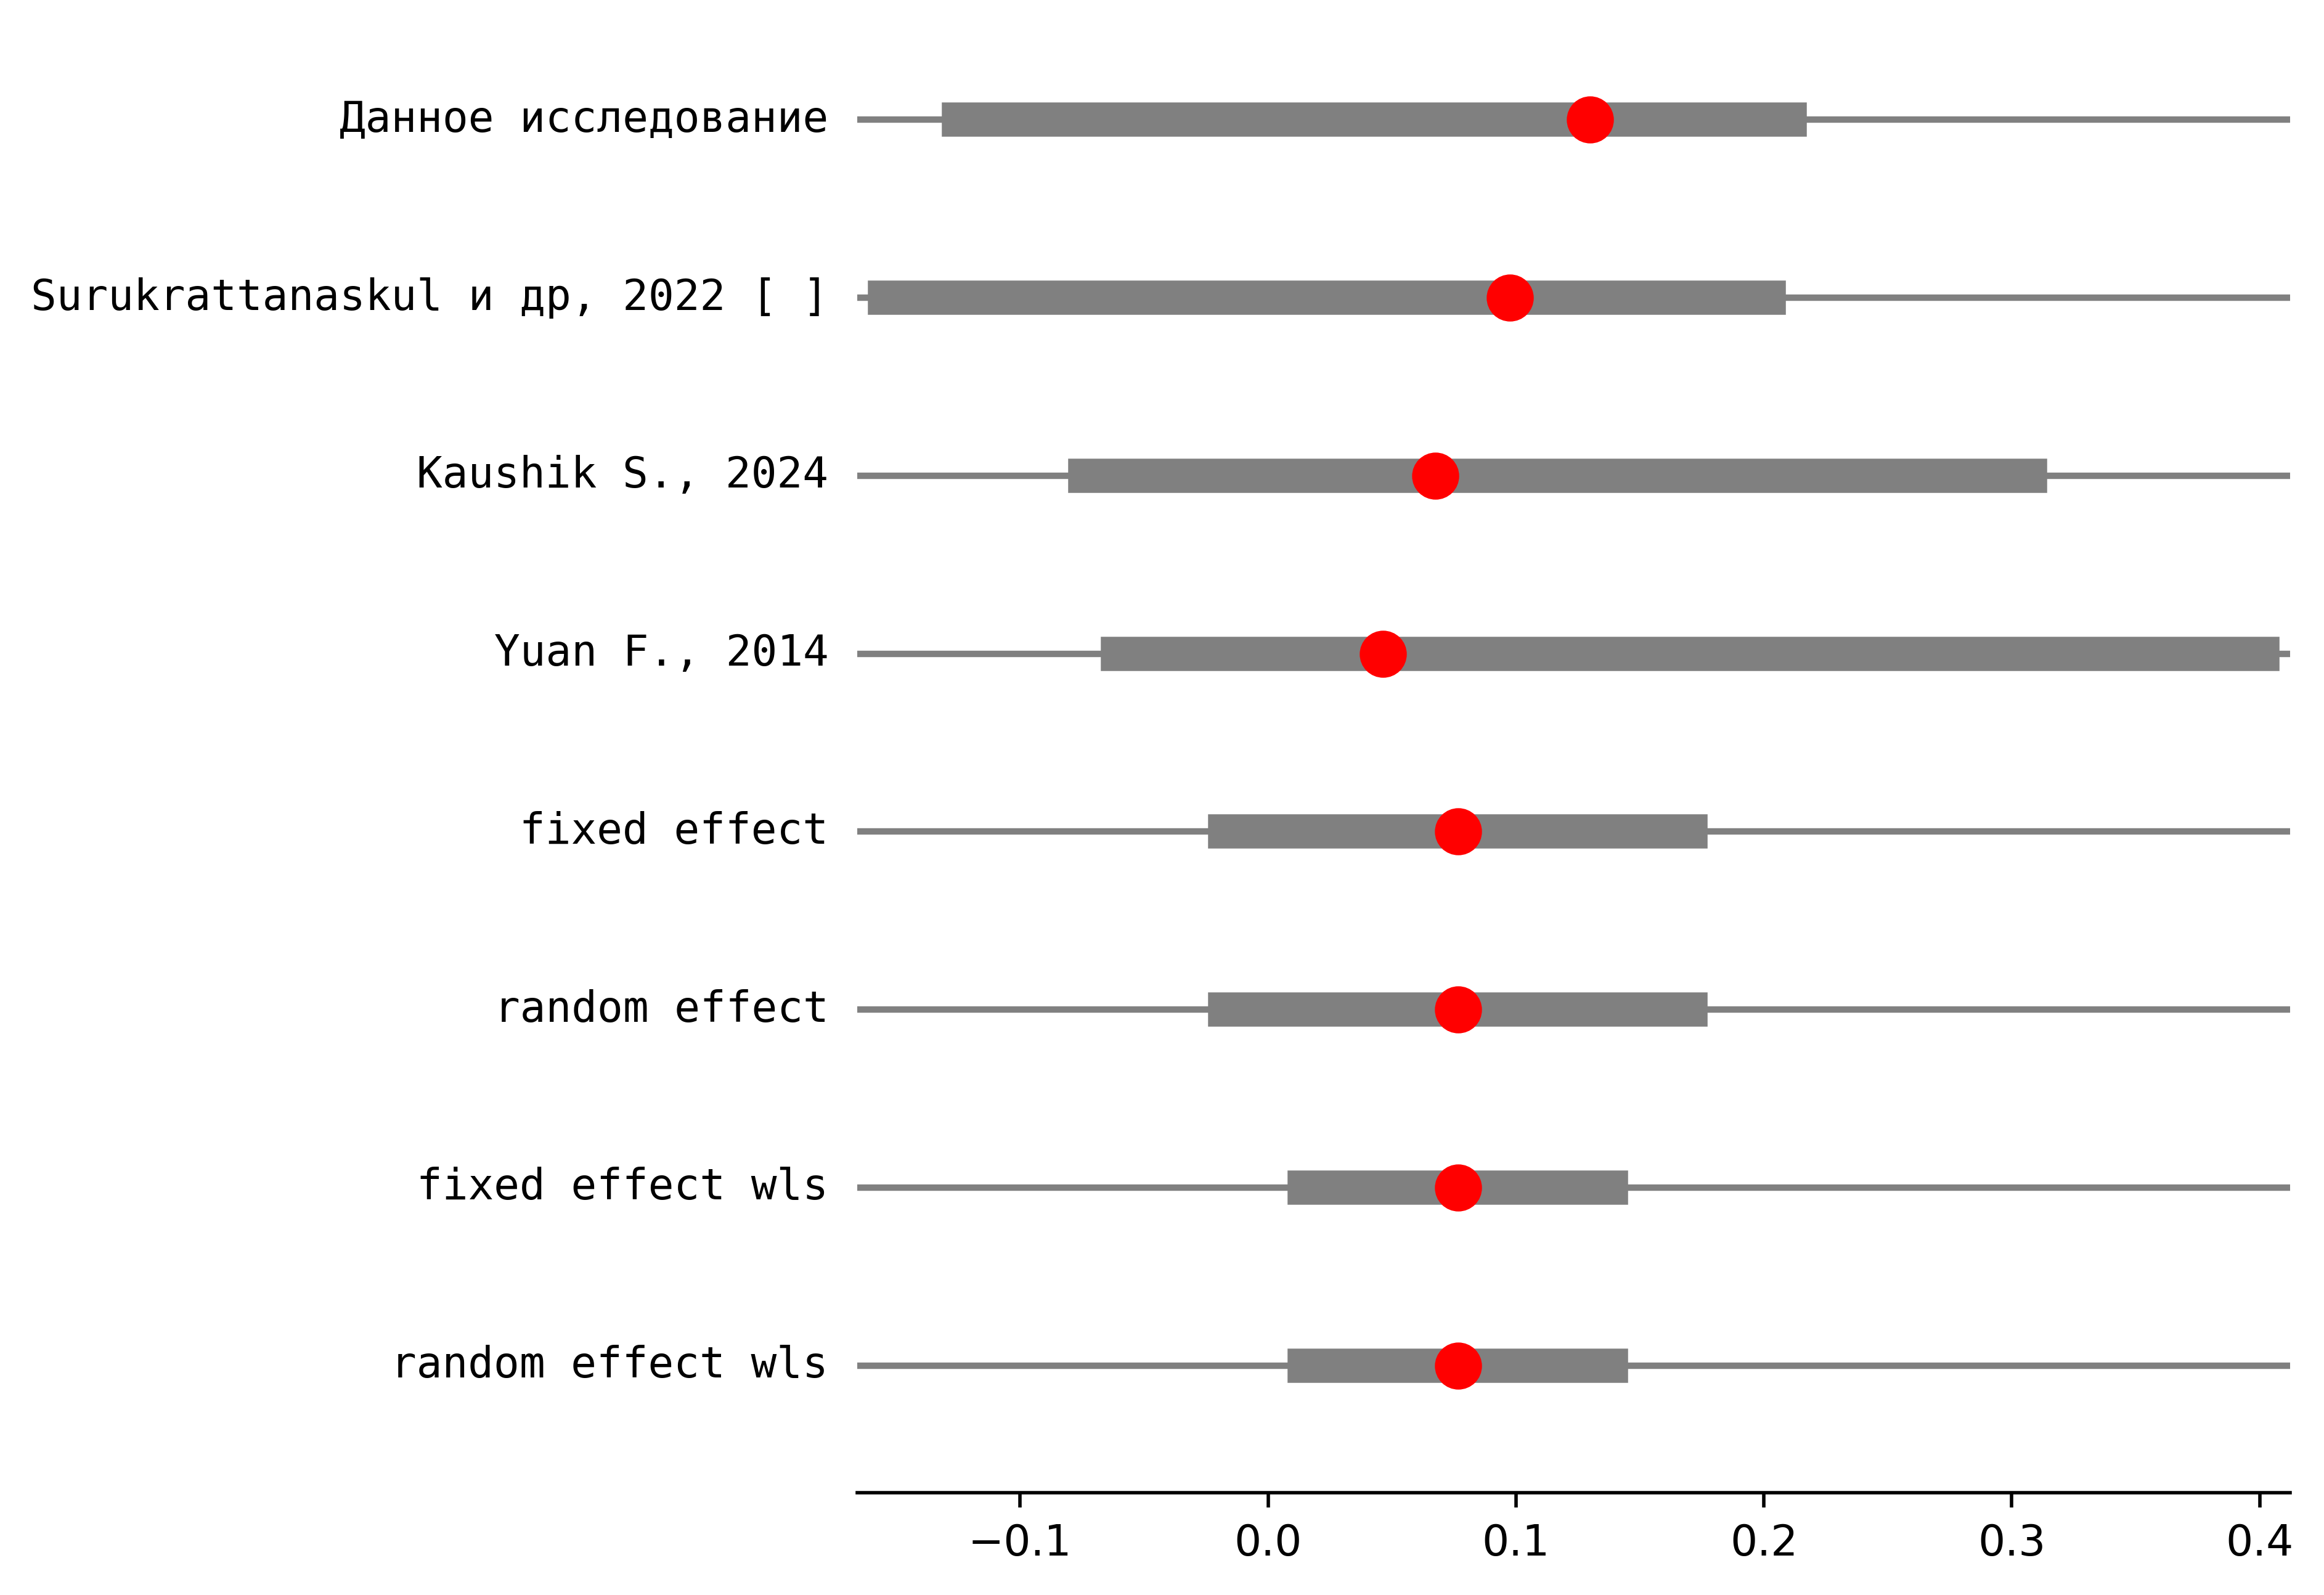 Данное исследование
Surukrattanaskul и др, 2022 [ ]
Kaushik S., 2024
Yuan F., 2014
fixed effect
random effect
fixed effect wls
random effect wls
−0.1 0.0 0.1 0.2 0.3 0.4